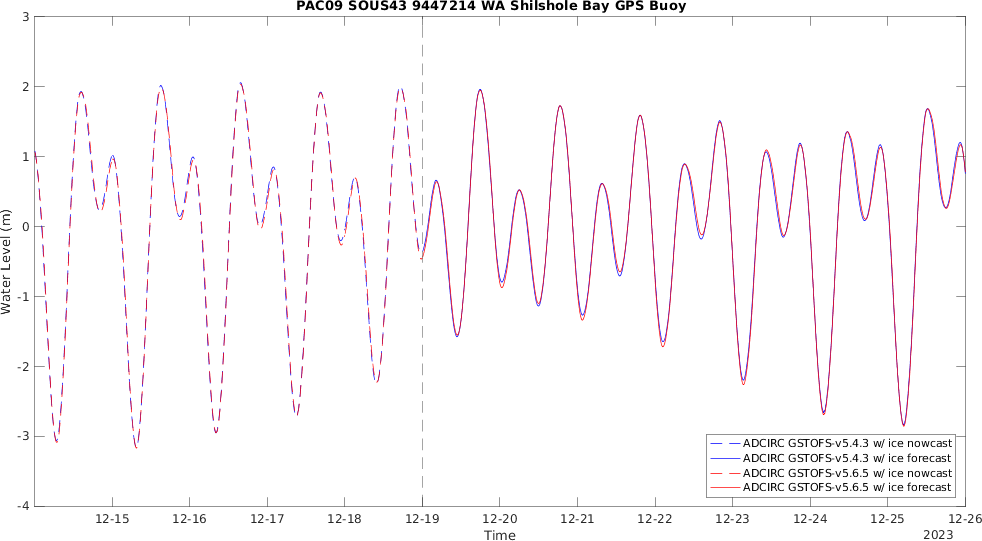 PAC09 SOUS43 9447214 WA Shilshole Bay GPS Buoy
3
2
1
0
-1
-2
-3
-4
Water Level (m)
ADCIRC GSTOFS-v5.4.3 w/ ice nowcast
ADCIRC GSTOFS-v5.4.3 w/ ice forecast
ADCIRC GSTOFS-v5.6.5 w/ ice nowcast
ADCIRC GSTOFS-v5.6.5 w/ ice forecast
12-15 12-16 12-17 12-18 12-19 12-20 12-21 12-22 12-23 12-24 12-25 12-26
Time
2023